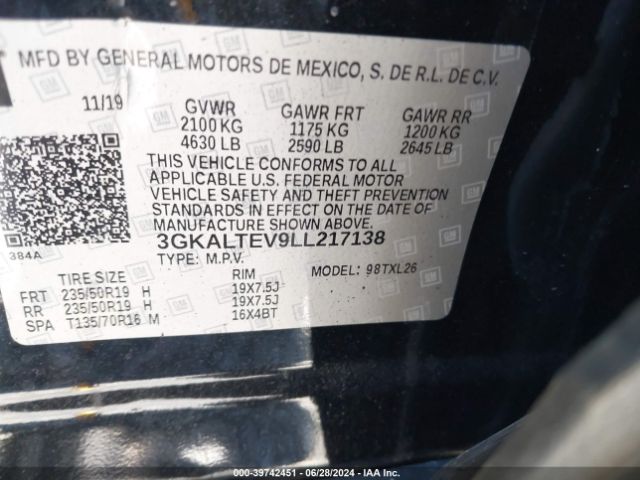 MFD BY GENERAL MOTORS DE MEXICO, S. DE R.L. DE C.V.
11/19 GVWR GAWR FRT GAWR RR
2100 KG 1175 KG 1200 KG
4630 LB 2590 LB 2645 LB
THIS VEHICLE CONFORMS TO ALL
APPLICABLE U.S. FEDERAL MOTOR
VEHICLE SAFETY AND THEFT PREVENTION
STANDARDS IN EFFECT ON THE DATE OF
MANUFACTURE SHOWN ABOVE.
384A 3GKALTEV9LL217138
TYPE: M.P.V. MODEL: 98TXL26
TIRE SIZE RIM
FRT 235/50R19 H 19X7.5J
RR 235/50R19 H 19X7.5J
SPA T135/70R16 M 16X4BT
000-39742451 | 06/28/2024 | IAA Inc.